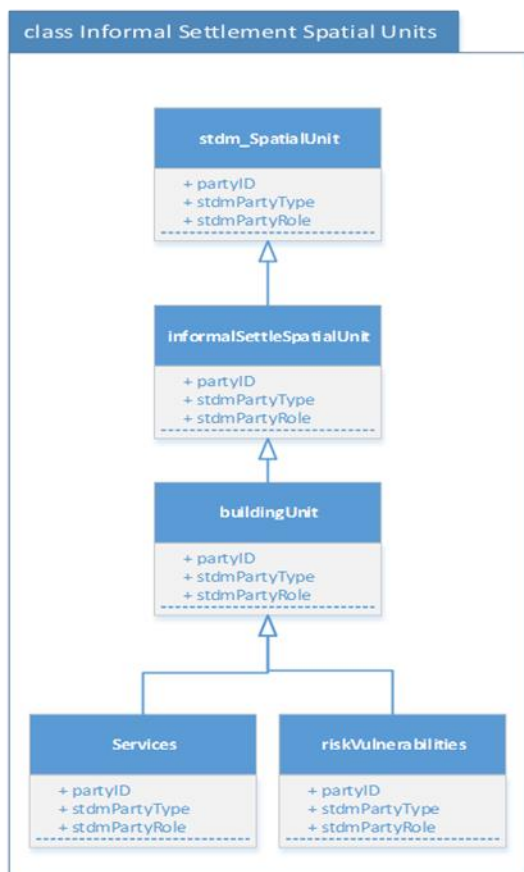 class Informal Settlement Spatial Units
stdm_SpatialUnit
+ partyID
+ stdmPartyType
+ stdmPartyRole
informalSettleSpatialUnit
+ partyID
+ stdmPartyType
+ stdmPartyRole
buildingUnit
+ partyID
+ stdmPartyType
+ stdmPartyRole
Services
+ partyID
+ stdmPartyType
+ stdmPartyRole
riskVulnerabilities
+ partyID
+ stdmPartyType
+ stdmPartyRole